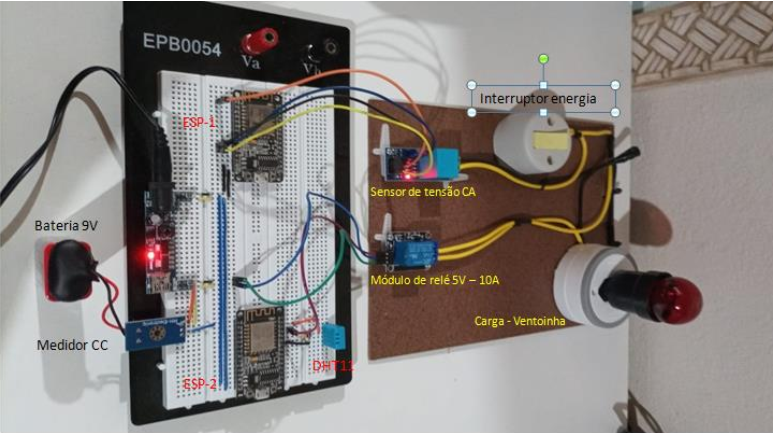 EPB0054
Va
Vb
Interruptor energia
ESP-1
Sensor de tensão CA
Bateria 9V
Módulo de relé 5V – 10A
Carga - Ventoinha
Medidor CC
DHT11
ESP-2